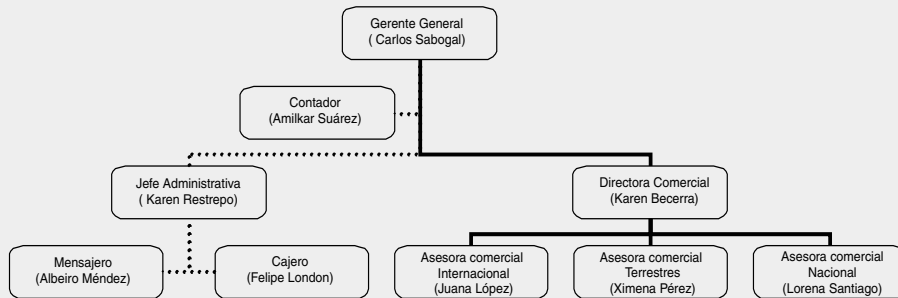 Gerente General
( Carlos Sabogal)
Contador
(Amilkar Suárez)
Jefe Administrativa
( Karen Restrepo)
Directora Comercial
(Karen Becerra)
Mensajero
(Albeiro Méndez)
Cajero
(Felipe London)
Asesora comercial
Internacional
(Juana López)
Asesora comercial
Terrestres
(Ximena Pérez)
Asesora comercial
Nacional
(Lorena Santiago)